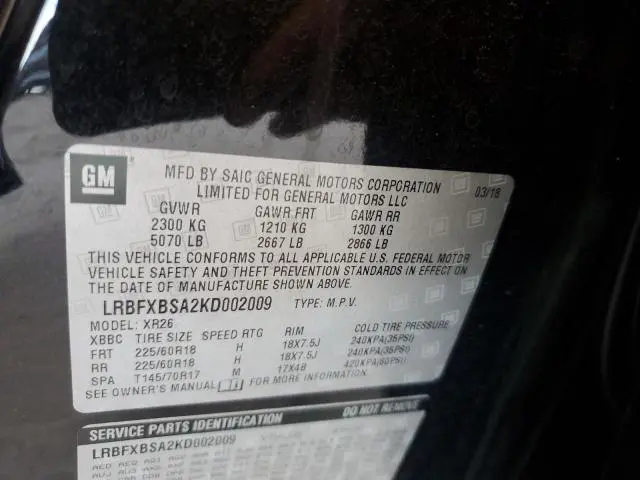 GM
MFD BY SAIC GENERAL MOTORS CORPORATION
LIMITED FOR GENERAL MOTORS LLC
03/18
GVWR GAWR FRT GAWR RR
2300 KG 1210 KG 1300 KG
5070 LB 2667 LB 2866 LB
THIS VEHICLE CONFORMS TO ALL APPLICABLE U.S. FEDERAL MOTOR
VEHICLE SAFETY AND THEFT PREVENTION STANDARDS IN EFFECT ON
THE DATE OF MANUFACTURE SHOWN ABOVE.
LRBFXBSA2KD002009 TYPE: M.P.V.
MODEL: XR26
XBBC TIRE SIZE SPEED RTG RIM COLD TIRE PRESSURE
FRT 225/60R18 H 18X7.5J 240KPA(35PSI)
RR 225/60R18 H 18X7.5J 240KPA(35PSI)
SPA T145/70R17 M 17X4B 420KPA(60PSI)
SEE OWNER'S MANUAL FOR MORE INFORMATION.
SERVICE PARTS IDENTIFICATION DO NOT REMOVE
LRBFXBSA2KD002009